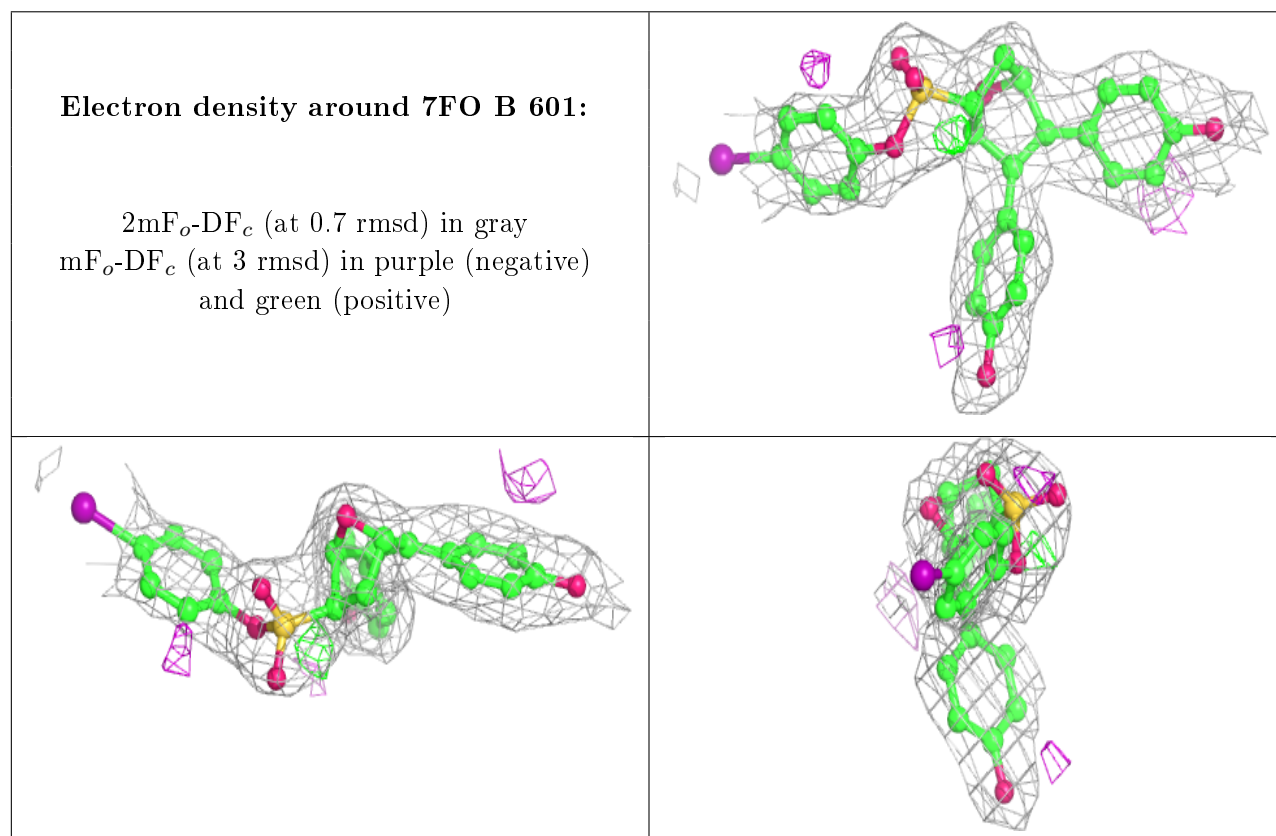 Electron density around 7FO B 601:
2mFₒ-DF𝒸 (at 0.7 rmsd) in gray
mFₒ-DF𝒸 (at 3 rmsd) in purple (negative)
and green (positive)